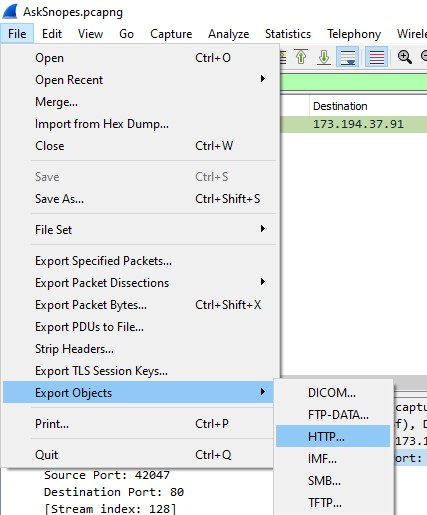 AskSnopes.pcapng
File Edit View Go Capture Analyze Statistics Telephony
Open Ctrl+O
Open Recent
Merge...
Import from Hex Dump...
Close Ctrl+W
Save Ctrl+S
Save As... Ctrl+Shift+S
File Set
Export Specified Packets...
Export Packet Dissections
Export Packet Bytes... Ctrl+Shift+X
Export PDUs to File...
Strip Headers...
Export TLS Session Keys...
Export Objects
Print... Ctrl+P
Quit Ctrl+Q
Destination
173.194.37.91
DICOM...
FTP-DATA...
HTTP...
IMF...
SMB...
TFTP...
captu
f), D
173.1
ort:
Source Port: 42047
Destination Port: 80
[Stream index: 128]